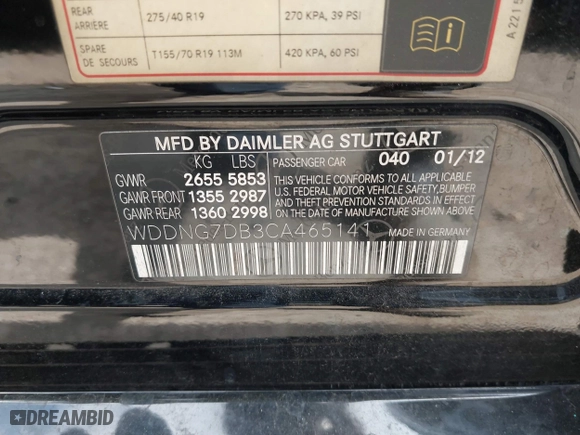 REAR 275/40 R19 270 KPA, 39 PSI
ARRIÈRE
SPARE T155/70 R19 113M 420 KPA, 60 PSI
DE SECOURS
A 221 5
MFD BY DAIMLER AG STUTTGART
KG LBS PASSENGER CAR 040 01/12
GVWR 2655 5853 THIS VEHICLE CONFORMS TO ALL APPLICABLE
GAWR FRONT 1355 2987 U.S. FEDERAL MOTOR VEHICLE SAFETY, BUMPER
GAWR REAR 1360 2998 AND THEFT PREVENTION STANDARDS IN EFFECT
ON THE DATE OF MANUFACTURE SHOWN ABOVE.
WDDNG7DB3CA465141 MADE IN GERMANY
DREAMBID